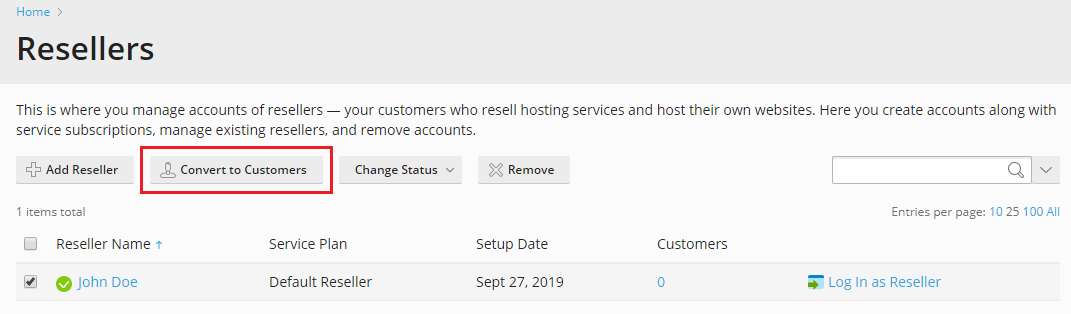 Home >
Resellers
This is where you manage accounts of resellers — your customers who resell hosting services and host their own websites. Here you create accounts along with
service subscriptions, manage existing resellers, and remove accounts.
Add Reseller Convert to Customers Change Status Remove
1 items total Entries per page: 10 25 100 All
Reseller Name ↑ Service Plan Setup Date Customers
John Doe Default Reseller Sept 27, 2019 0 Log In as Reseller